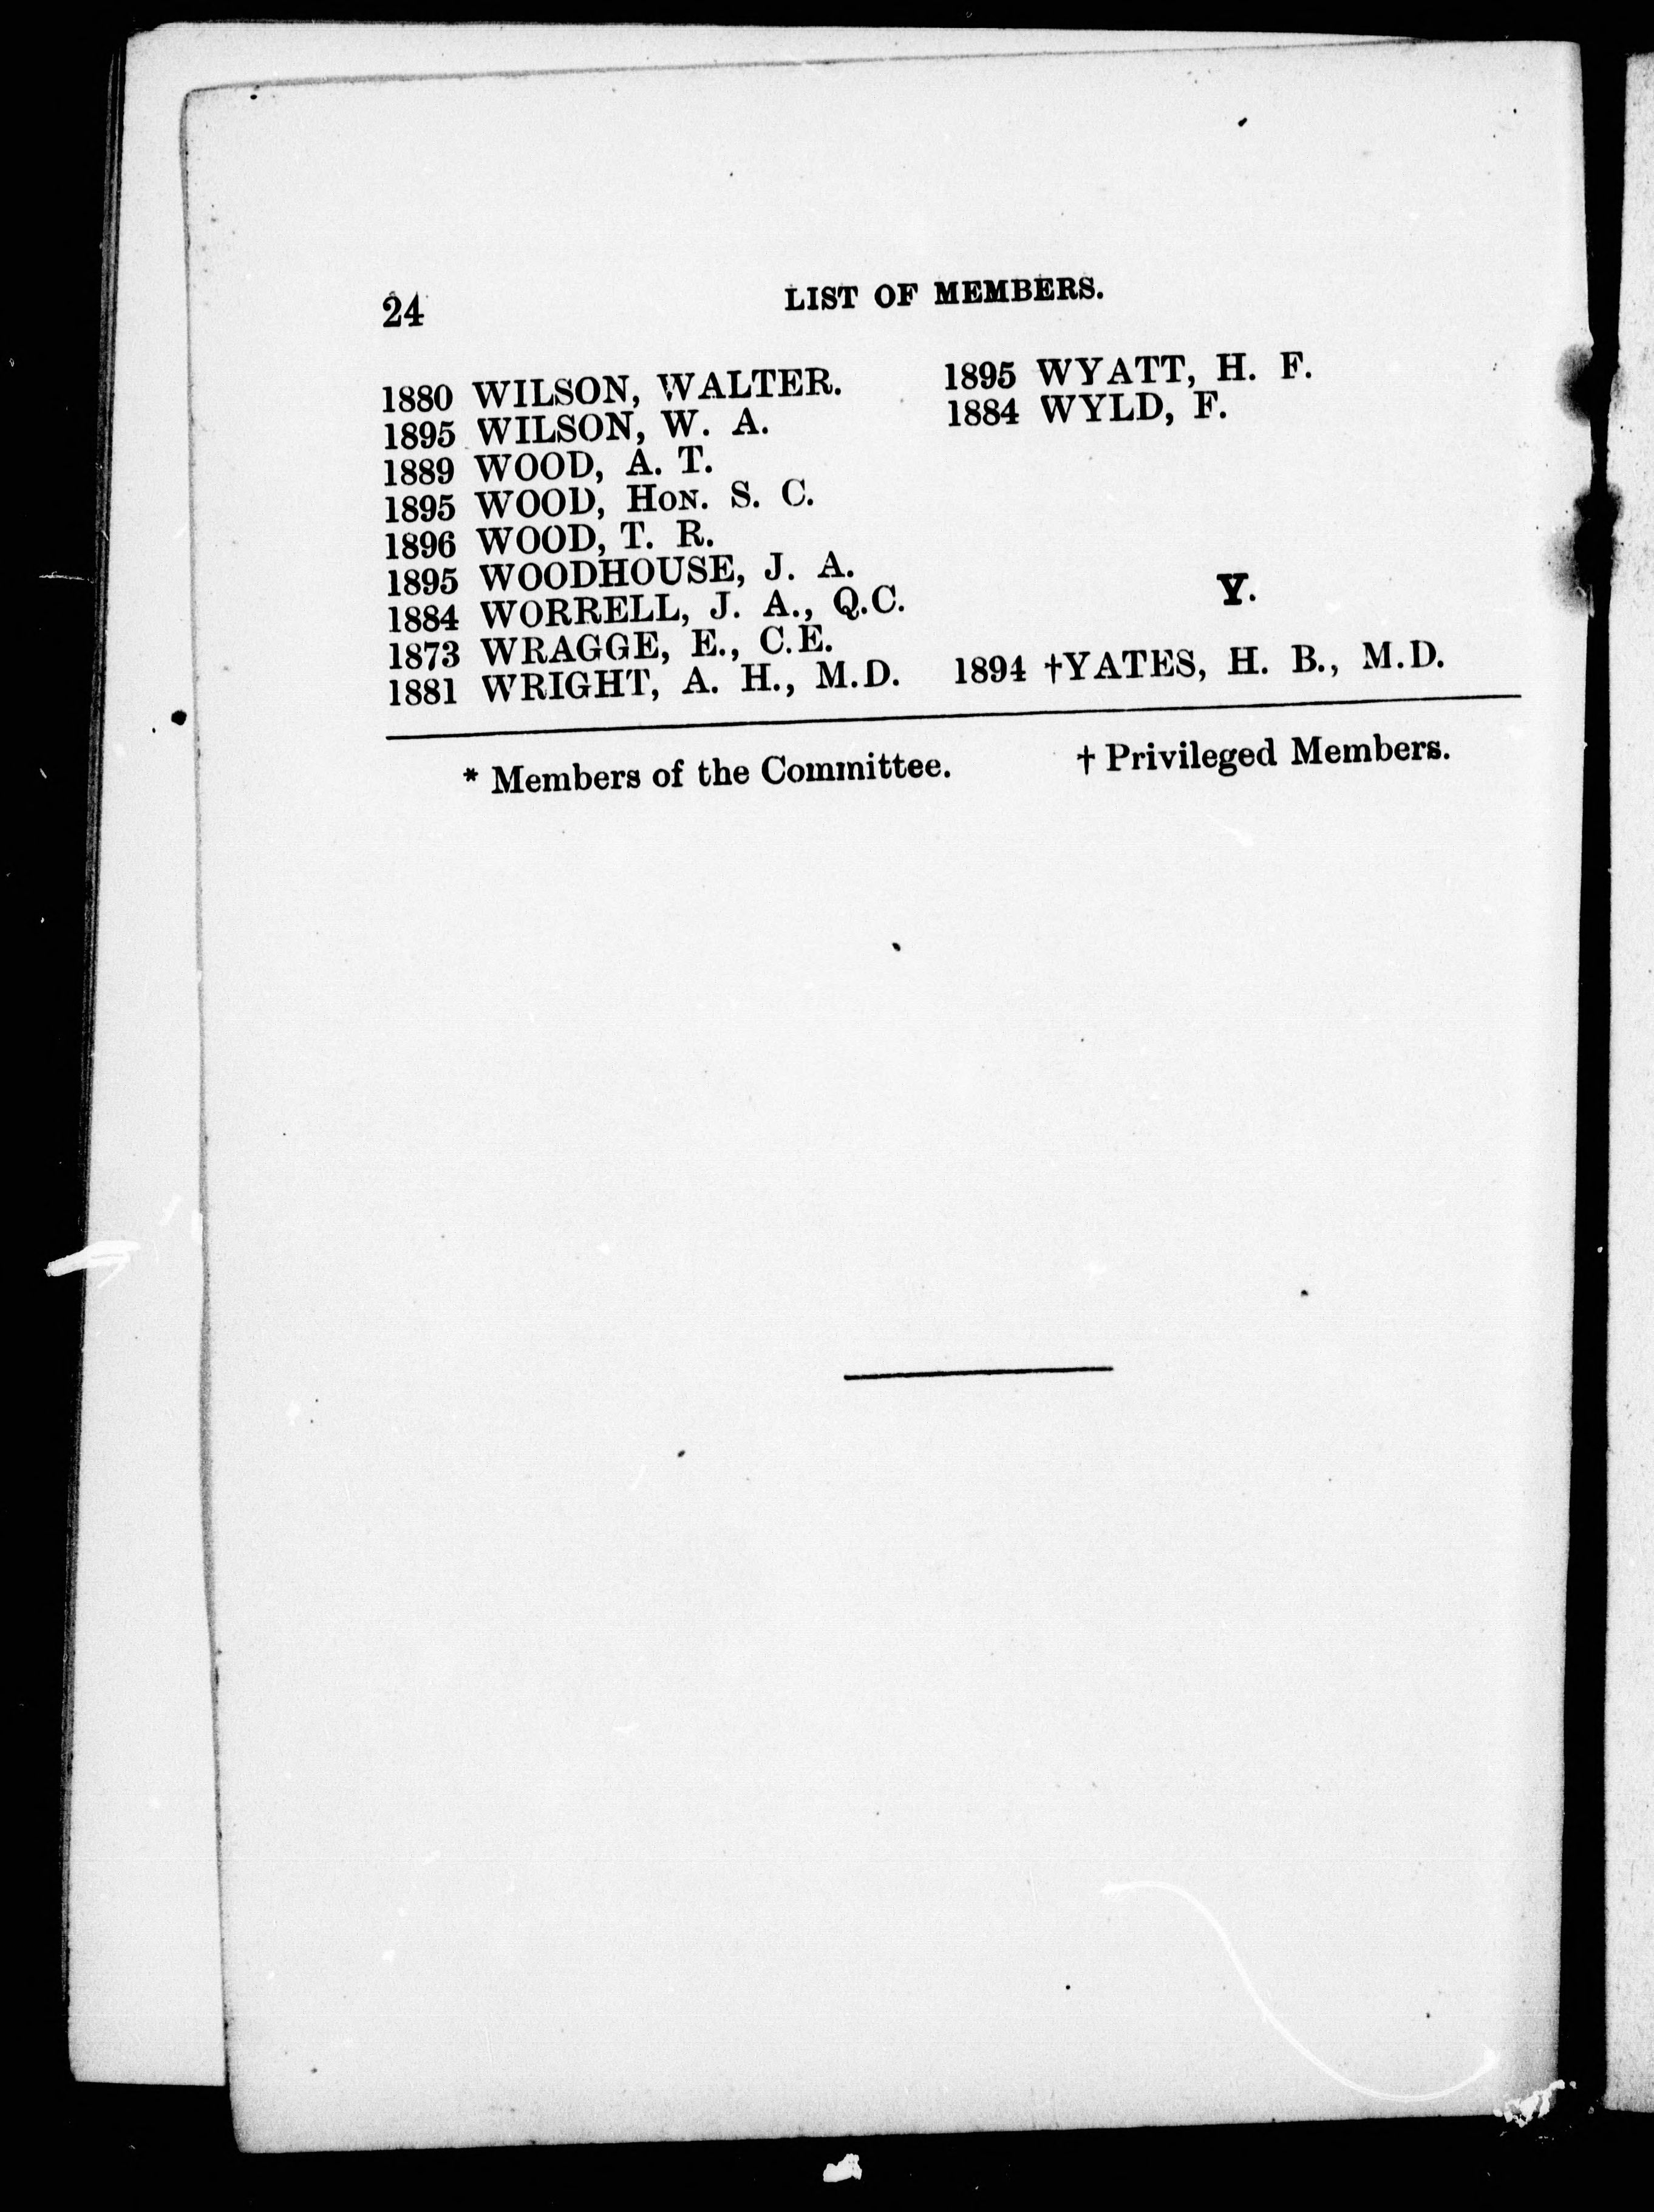 24
LIST OF MEMBERS.
1880 WILSON, WALTER.
1895 WILSON, W. A.
1889 WOOD, A. T.
1895 WOOD, HON. S. C.
1896 WOOD, T. R.
1895 WOODHOUSE, J. A.
1884 WORRELL, J. A., Q.C.
1873 WRAGGE, E., C.E.
1881 WRIGHT, A. H., M.D.
1895 WYATT, H. F.
1884 WYLD, F.
Y.
1894 †YATES, H. B., M.D.
* Members of the Committee.
† Privileged Members.